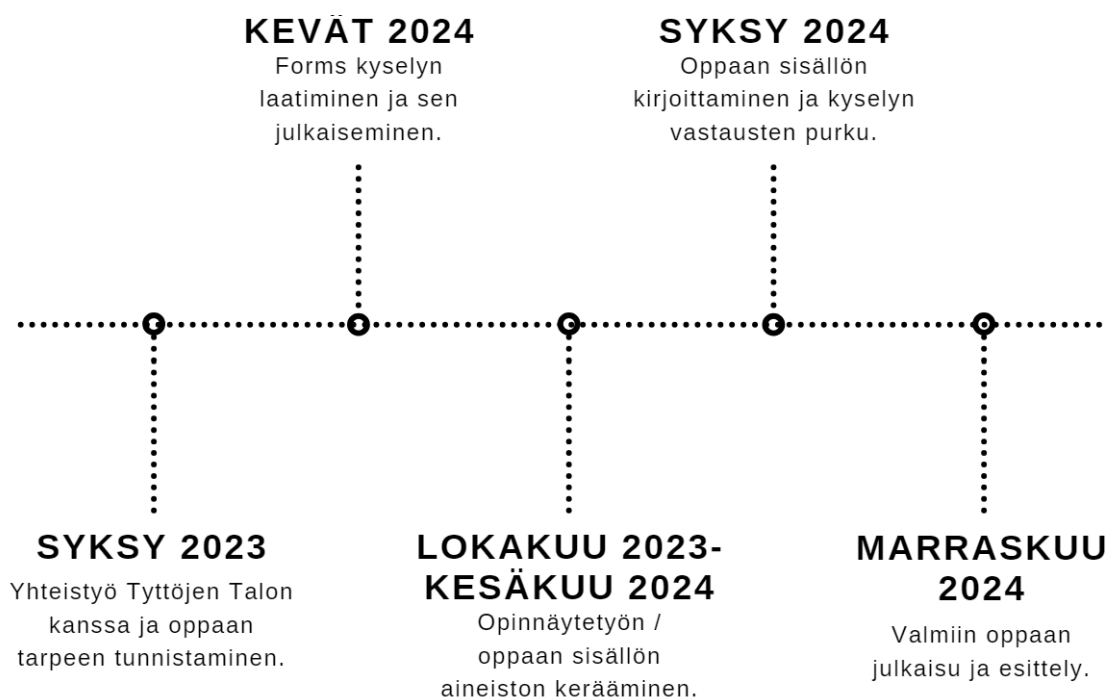 KEVÄT 2024
Forms kyselyn
laatiminen ja sen
julkaiseminen.
SYKSY 2024
Oppaan sisällön
kirjoittaminen ja kyselyn
vastausten purku.
SYKSY 2023
Yhteistyö Tyttöjen Talon
kanssa ja oppaan
tarpeen tunnistaminen.
LOKAKUU 2023-
KESÄKUU 2024
Opinnäytetyön /
oppaan sisällön
aineiston kerääminen.
MARRASKUU
2024
Valmiin oppaan
julkaisu ja esittely.